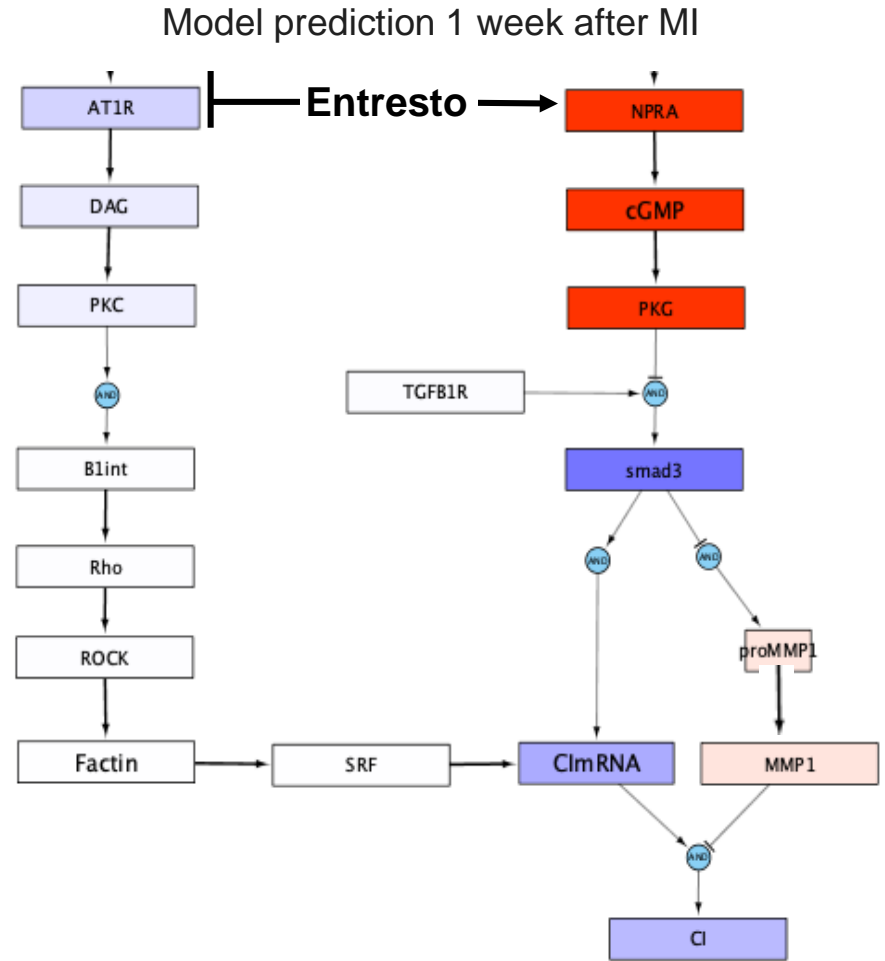 Model prediction 1 week after MI
AT1R
Entresto
NPRA
DAG
cGMP
PKC
PKG
AND
TGFB1R
AND
B1int
smad3
Rho
AND
AND
ROCK
proMMP1
Factin
SRF
CImRNA
MMP1
AND
CI